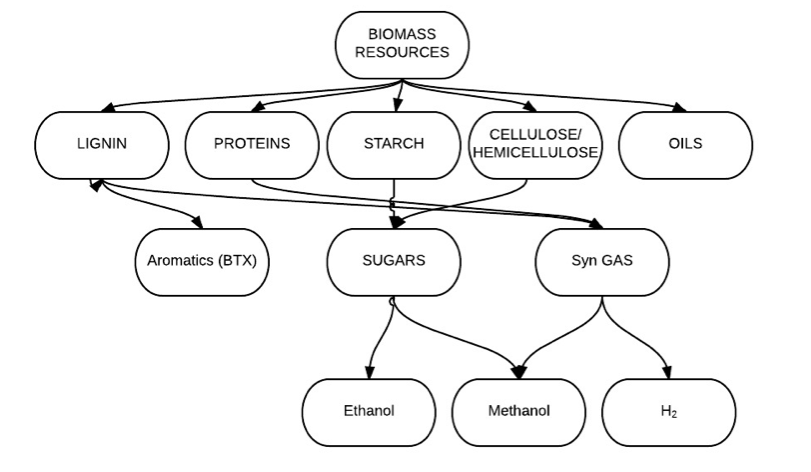 BIOMASS
RESOURCES
LIGNIN
PROTEINS
STARCH
CELLULOSE/
HEMICELLULOSE
OILS
Aromatics (BTX)
SUGARS
Syn GAS
Ethanol
Methanol
H₂